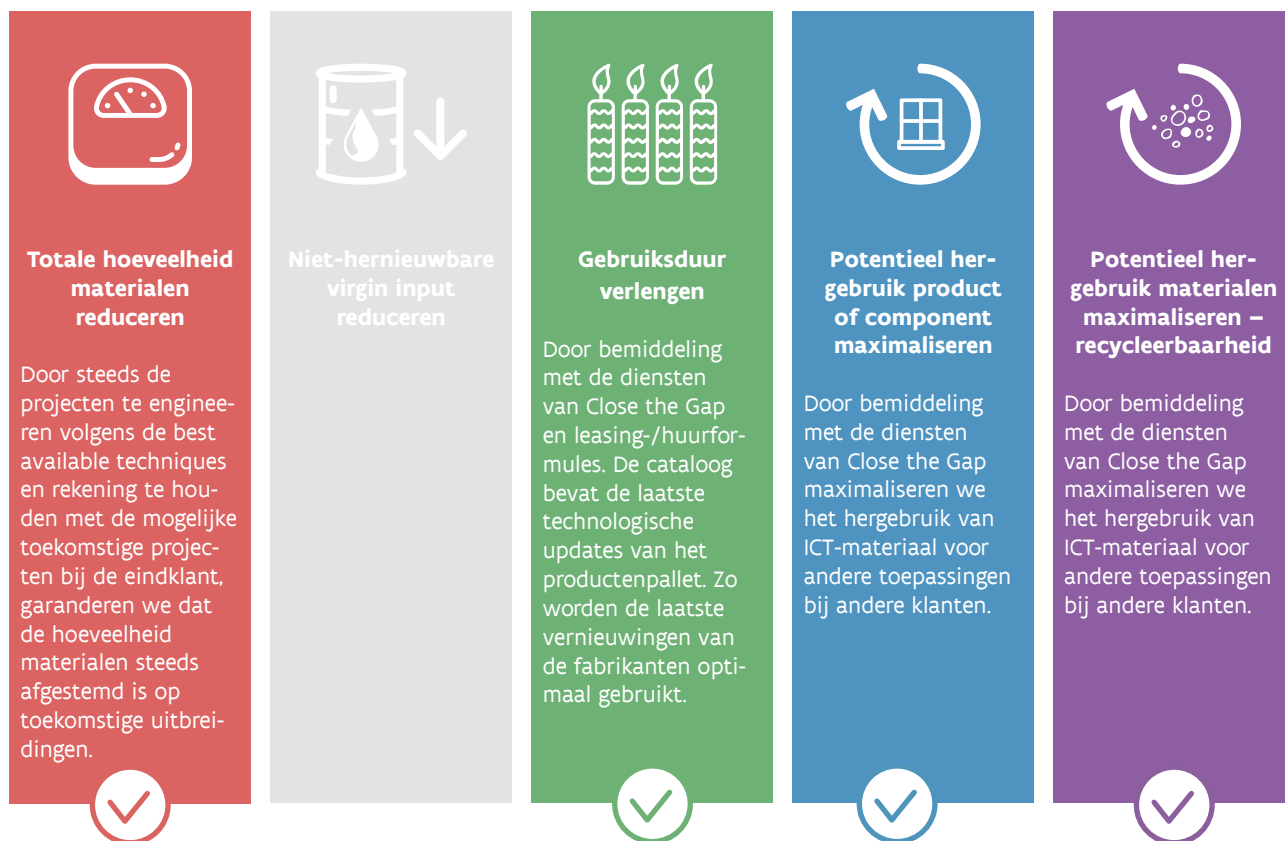 Totale hoeveelheid
materialen
reduceren
Door steeds de
projecten te enginee-
ren volgens de best
available techniques
en rekening te hou-
den met de mogelijke
toekomstige projec-
ten bij de eindklant,
garanderen we dat
de hoeveelheid
materialen steeds
afgestemd is op
toekomstige uitbrei-
dingen.
Niet-hernieuwbare
virgin input
reduceren
Gebruiksduur
verlengen
Door bemiddeling
met de diensten
van Close the Gap
en leasing-/huurfor-
mules. De cataloog
bevat de laatste
technologische
updates van het
productenpallet. Zo
worden de laatste
vernieuwingen van
de fabrikanten opti-
maal gebruikt.
Potentieel her-
gebruik product
of component
maximaliseren
Door bemiddeling
met de diensten
van Close the Gap
maximaliseren we
het hergebruik van
ICT-materiaal voor
andere toepassingen
bij andere klanten.
Potentieel her-
gebruik materialen
maximaliseren –
recycleerbaarheid
Door bemiddeling
met de diensten
van Close the Gap
maximaliseren we
het hergebruik van
ICT-materiaal voor
andere toepassingen
bij andere klanten.